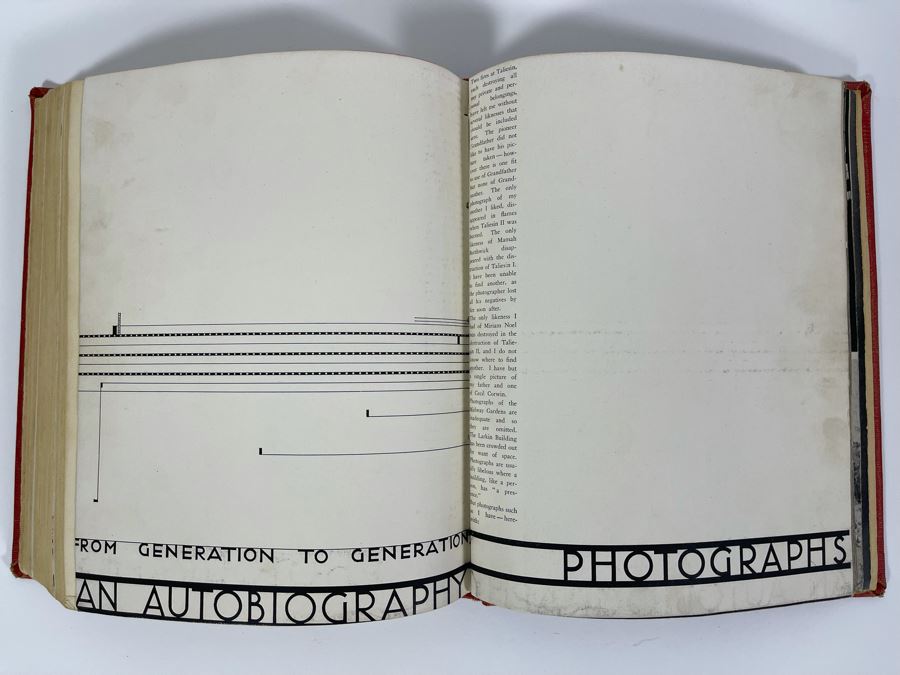 FROM GENERATION TO GENERATION
AN AUTOBIOGRAPHY
Two fires at Taliesin,
each destroying all
my private and per-
sonal belongings,
have left me without
several likenesses that
should be included
here. The pioneer
Grandfather did not
like to have his pic-
ture taken—how-
ever there is one fit
to use of Grandfather
but none of Grand-
mother. The only
photograph of my
mother I liked, dis-
appeared in flames
when Taliesin II was
burned. The only
likeness of Mamah
Borthwick disap-
peared with the dis-
truction of Taliesin I.
I have been unable
to find another, as
the photographer lost
all his negatives by
fire soon after.
The only likeness I
had of Miriam Noel
was destroyed in the
destruction of Talie-
sin II, and I do not
know where to find
another. I have but
a single picture of
my father and one
of Cecil Corwin.
Photographs of the
Midway Gardens are
inadequate and so
they are omitted.
The Larkin Building
has been crowded out
by want of space.
Photographs are usu-
ally libelous where a
building, like a per-
son, has "a pres-
ence."
But photographs such
as I have—here-
with:
PHOTOGRAPHS